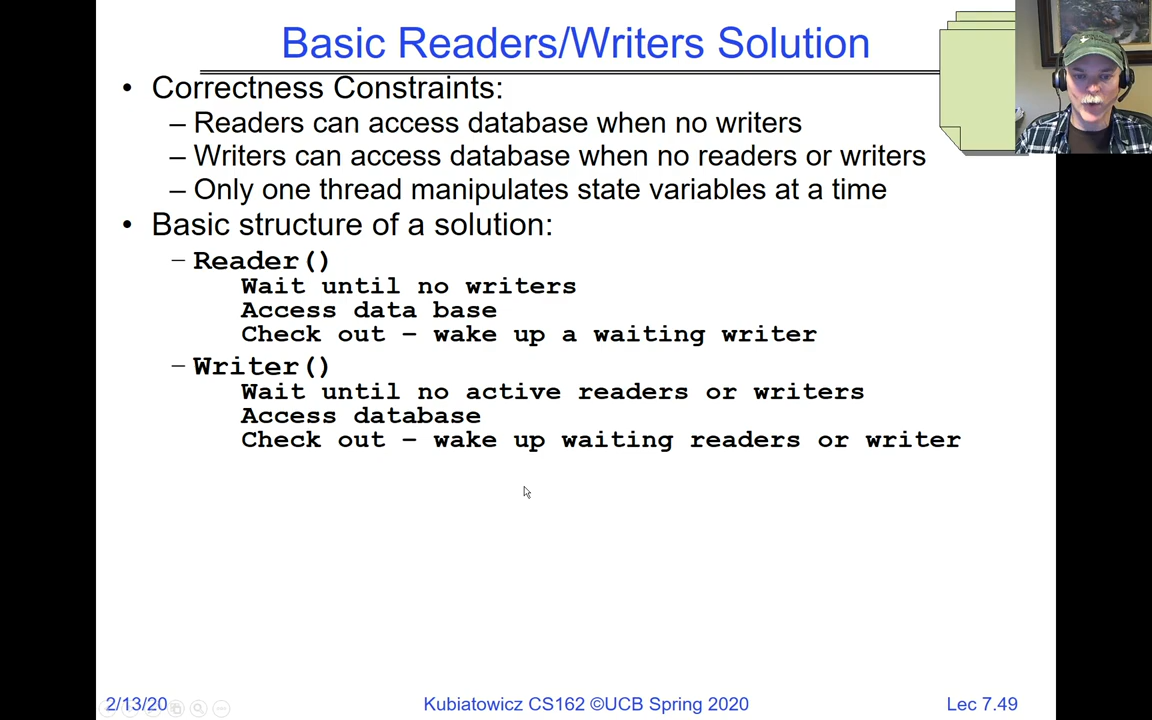 Basic Readers/Writers Solution
• Correctness Constraints:
– Readers can access database when no writers
– Writers can access database when no readers or writers
– Only one thread manipulates state variables at a time
• Basic structure of a solution:
– Reader()
Wait until no writers
Access data base
Check out – wake up a waiting writer
– Writer()
Wait until no active readers or writers
Access database
Check out – wake up waiting readers or writer
2/13/20
Kubiatowicz CS162 ©UCB Spring 2020
Lec 7.49